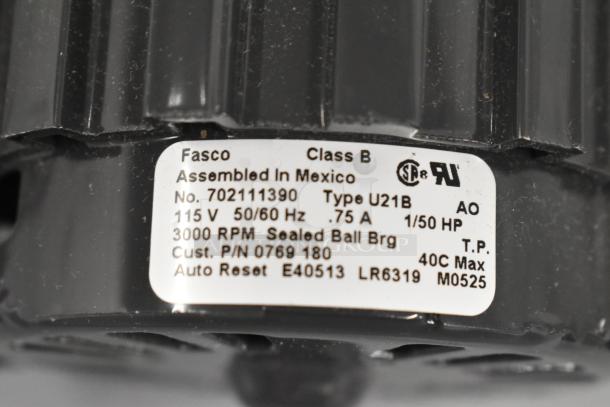 Fasco Class B
Assembled In Mexico
No. 702111390 Type U21B AO
115 V 50/60 Hz .75 A 1/50 HP
3000 RPM Sealed Ball Brg T.P.
Cust. P/N 0769 180 40C Max
Auto Reset E40513 LR6319 M0525